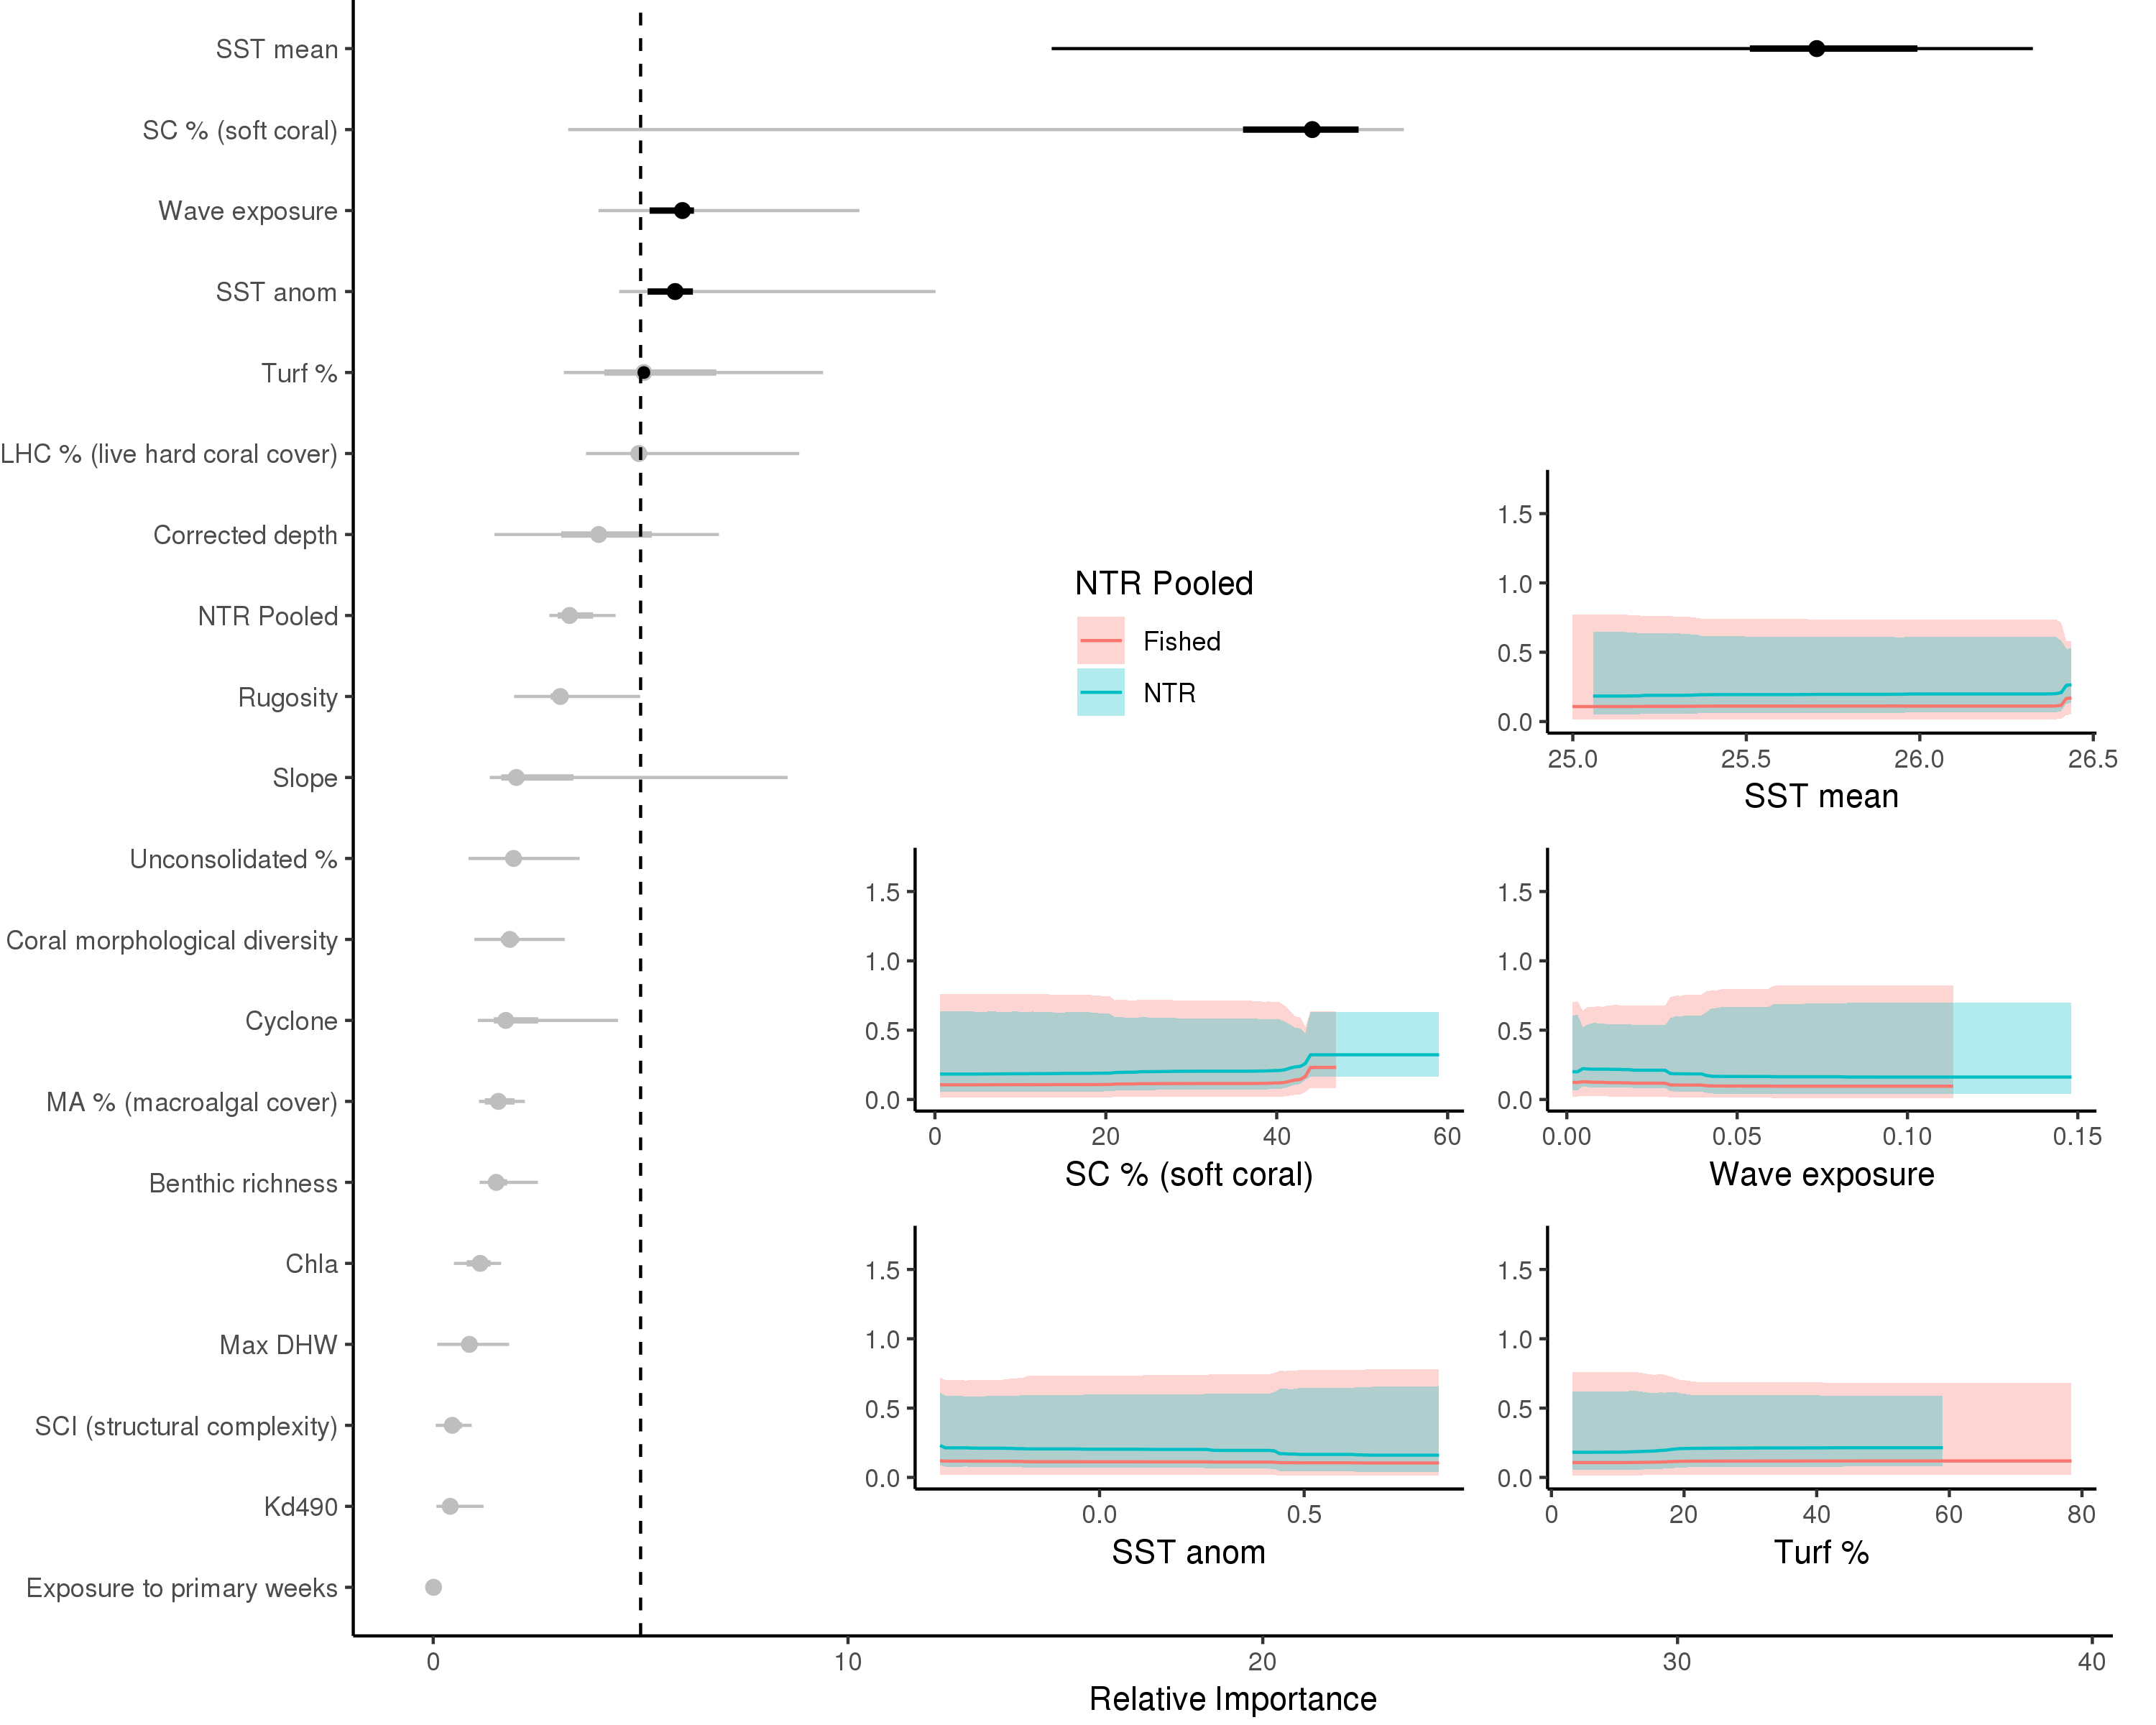 SST mean
SC % (soft coral)
Wave exposure
SST anom
Turf %
LHC % (live hard coral cover)
Corrected depth
NTR Pooled
Rugosity
Slope
Unconsolidated %
Coral morphological diversity
Cyclone
MA % (macroalgal cover)
Benthic richness
Chla
Max DHW
SCI (structural complexity)
Kd490
Exposure to primary weeks
0 10 20 30 40
Relative Importance
NTR Pooled
Fished
NTR
1.5
1.0
0.5
0.0
25.0 25.5 26.0 26.5
SST mean
1.5
1.0
0.5
0.0
0 20 40 60
SC % (soft coral)
1.5
1.0
0.5
0.0
0.00 0.05 0.10 0.15
Wave exposure
1.5
1.0
0.5
0.0
0.0 0.5
SST anom
1.5
1.0
0.5
0.0
0 20 40 60 80
Turf %